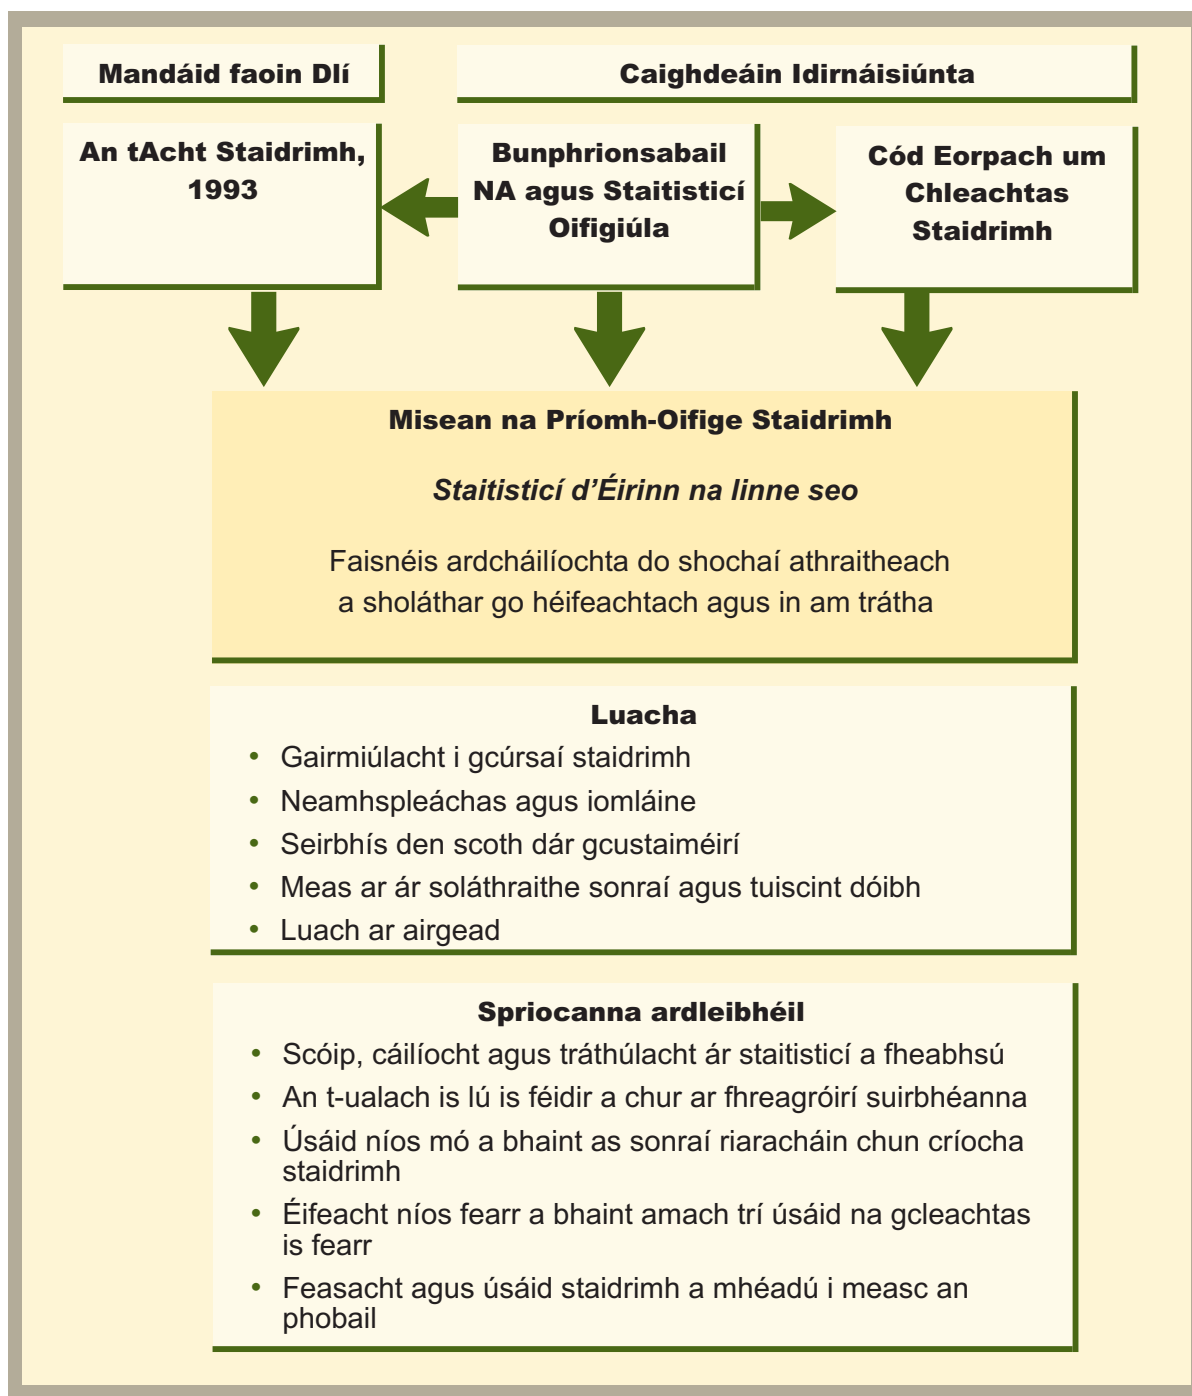 Mandáid faoin Dlí
Caighdeáin Idirnáisiúnta
An tAcht Staidrimh,
1993
Bunphrionsabail
NA agus Staitisticí
Oifigiúla
Cód Eorpach um
Chleachtas
Staidrimh
Misean na Príomh-Oifige Staidrimh
Staitisticí d’Éirinn na linne seo
Faisnéis ardcháilíochta do shochaí athraitheach
a sholáthar go héifeachtach agus in am trátha
Luacha
• Gairmiúlacht i gcúrsaí staidrimh
• Neamhspleáchas agus iomláine
• Seirbhís den scoth dár gcustaiméirí
• Meas ar ár soláthraithe sonraí agus tuiscint dóibh
• Luach ar airgead
Spriocanna ardleibhéil
• Scóip, cáilíocht agus tráthúlacht ár staitisticí a fheabhsú
• An t-ualach is lú is féidir a chur ar fhreagróirí suirbhéanna
• Úsáid níos mó a bhaint as sonraí riaracháin chun críocha
staidrimh
• Éifeacht níos fearr a bhaint amach trí úsáid na gcleachtas
is fearr
• Feasacht agus úsáid staidrimh a mhéadú i measc an
phobail